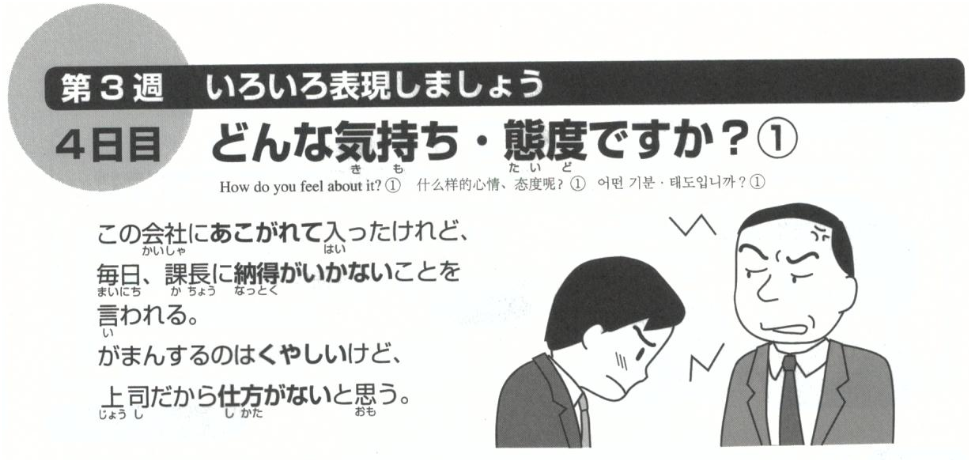 第3週 いろいろ表現しましょう
4日目 どんな気持ち・態度ですか？①
き も たい ど
How do you feel about it? ① 什么样的心情、态度呢? ① 어떤 기분·태도입니까? ①
この会社にあこがれて入ったけれど、
かいしゃ はい
毎日、課長に納得がいかないことを
まいにち か ちょう なっとく
言われる。
い
がまんするのはくやしいけど、
上司だから仕方がないと思う。
じょう し し かた おも